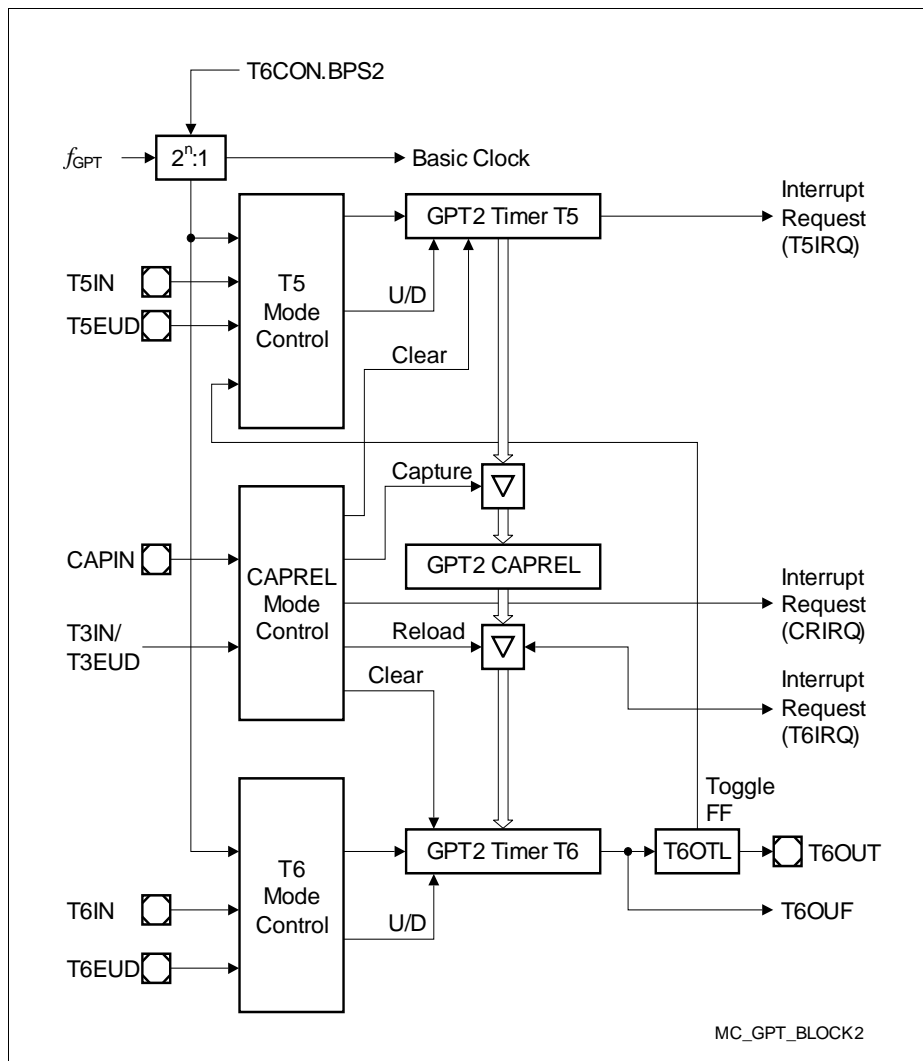 T6CON.BPS2
fGPT
2ⁿ:1
Basic Clock
Interrupt
Request
(T5IRQ)
GPT2 Timer T5
T5IN
T5EUD
T5
Mode
Control
U/D
Clear
Capture
CAPIN
T3IN/
T3EUD
CAPREL
Mode
Control
GPT2 CAPREL
Interrupt
Request
(CRIRQ)
Reload
Clear
Interrupt
Request
(T6IRQ)
Toggle
FF
GPT2 Timer T6
T6OTL
T6OUT
T6
Mode
Control
T6IN
T6EUD
U/D
T6OUF
MC_GPT_BLOCK2